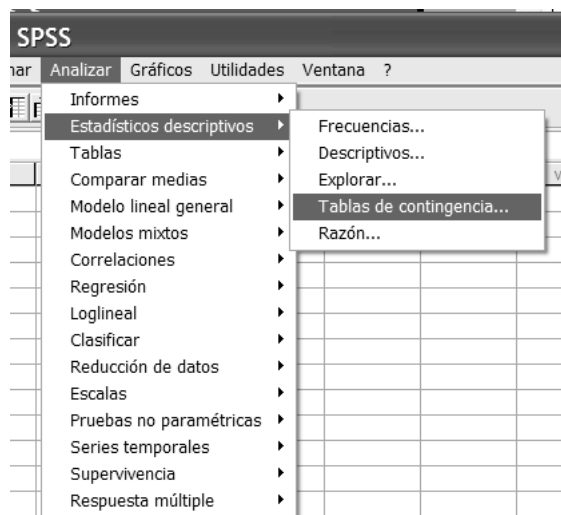 SPSS
nar Analizar Gráficos Utilidades Ventana ?
Informes
Estadísticos descriptivos
Tablas
Comparar medias
Modelo lineal general
Modelos mixtos
Correlaciones
Regresión
Loglineal
Clasificar
Reducción de datos
Escalas
Pruebas no paramétricas
Series temporales
Supervivencia
Respuesta múltiple
Frecuencias...
Descriptivos...
Explorar...
Tablas de contingencia...
Razón...
v